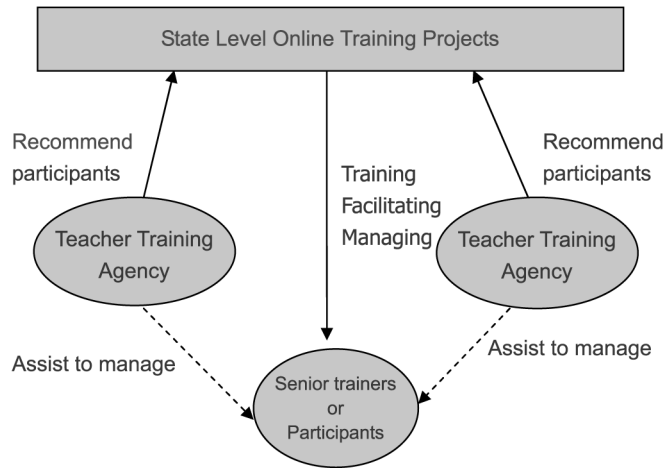 State Level Online Training Projects
Recommend
participants
Recommend
participants
Training
Facilitating
Managing
Teacher Training
Agency
Teacher Training
Agency
Assist to manage
Assist to manage
Senior trainers
or
Participants